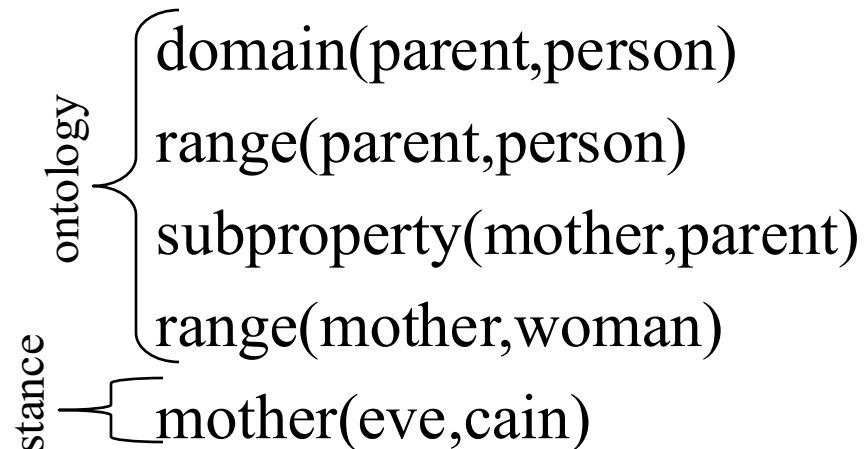 domain(parent,person)
range(parent,person)
ontology
subproperty(mother,parent)
range(mother,woman)
stance
mother(eve,cain)